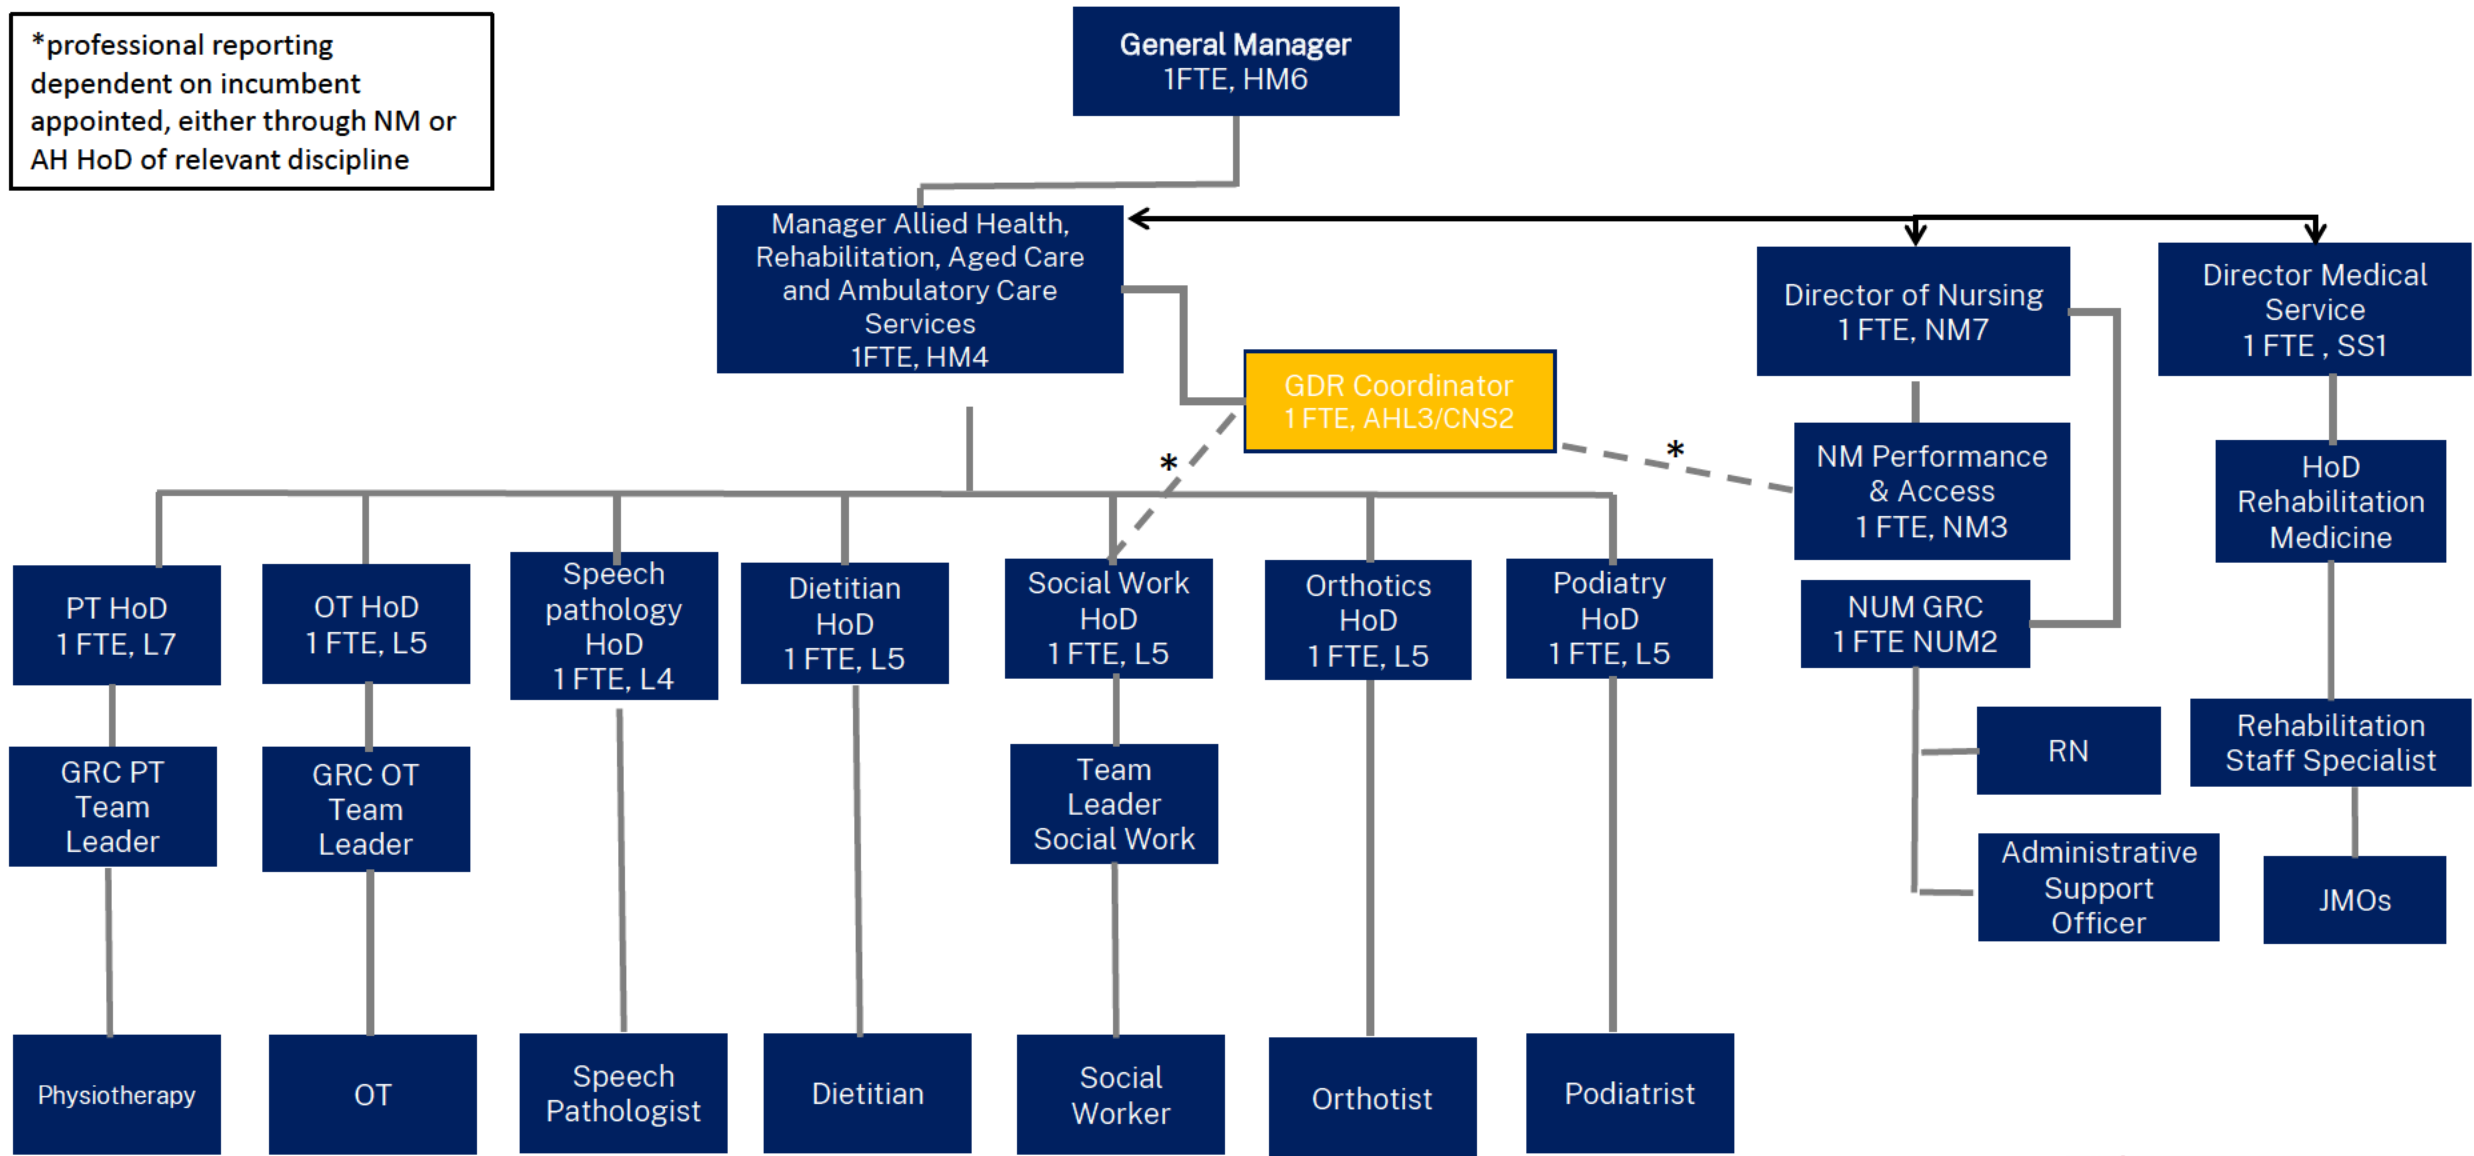 *professional reporting
dependent on incumbent
appointed, either through NM or
AH HoD of relevant discipline
General Manager
1FTE, HM6
Manager Allied Health,
Rehabilitation, Aged Care
and Ambulatory Care
Services
1FTE, HM4
Director of Nursing
1 FTE, NM7
Director Medical
Service
1 FTE , SS1
GDR Coordinator
1 FTE, AHL3/CNS2
*
*
NM Performance
& Access
1 FTE, NM3
HoD
Rehabilitation
Medicine
PT HoD
1 FTE, L7
OT HoD
1 FTE, L5
Speech
pathology
HoD
1 FTE, L4
Dietitian
HoD
1 FTE, L5
Social Work
HoD
1 FTE, L5
Orthotics
HoD
1 FTE, L5
Podiatry
HoD
1 FTE, L5
NUM GRC
1 FTE NUM2
GRC PT
Team
Leader
GRC OT
Team
Leader
Team
Leader
Social Work
RN
Rehabilitation
Staff Specialist
Administrative
Support
Officer
JMOs
Physiotherapy
OT
Speech
Pathologist
Dietitian
Social
Worker
Orthotist
Podiatrist